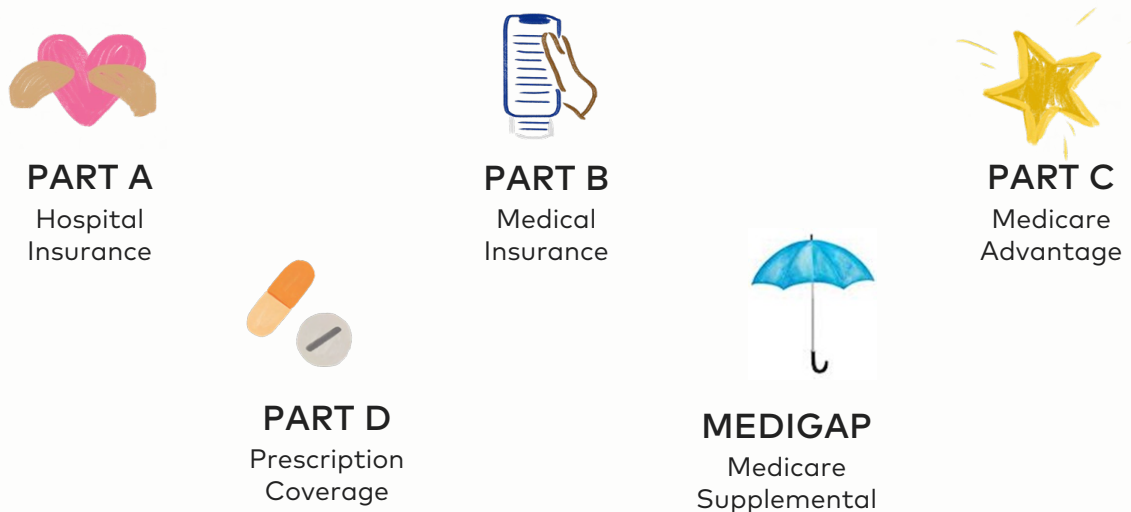 PART A
Hospital
Insurance
PART B
Medical
Insurance
PART C
Medicare
Advantage
PART D
Prescription
Coverage
MEDIGAP
Medicare
Supplemental